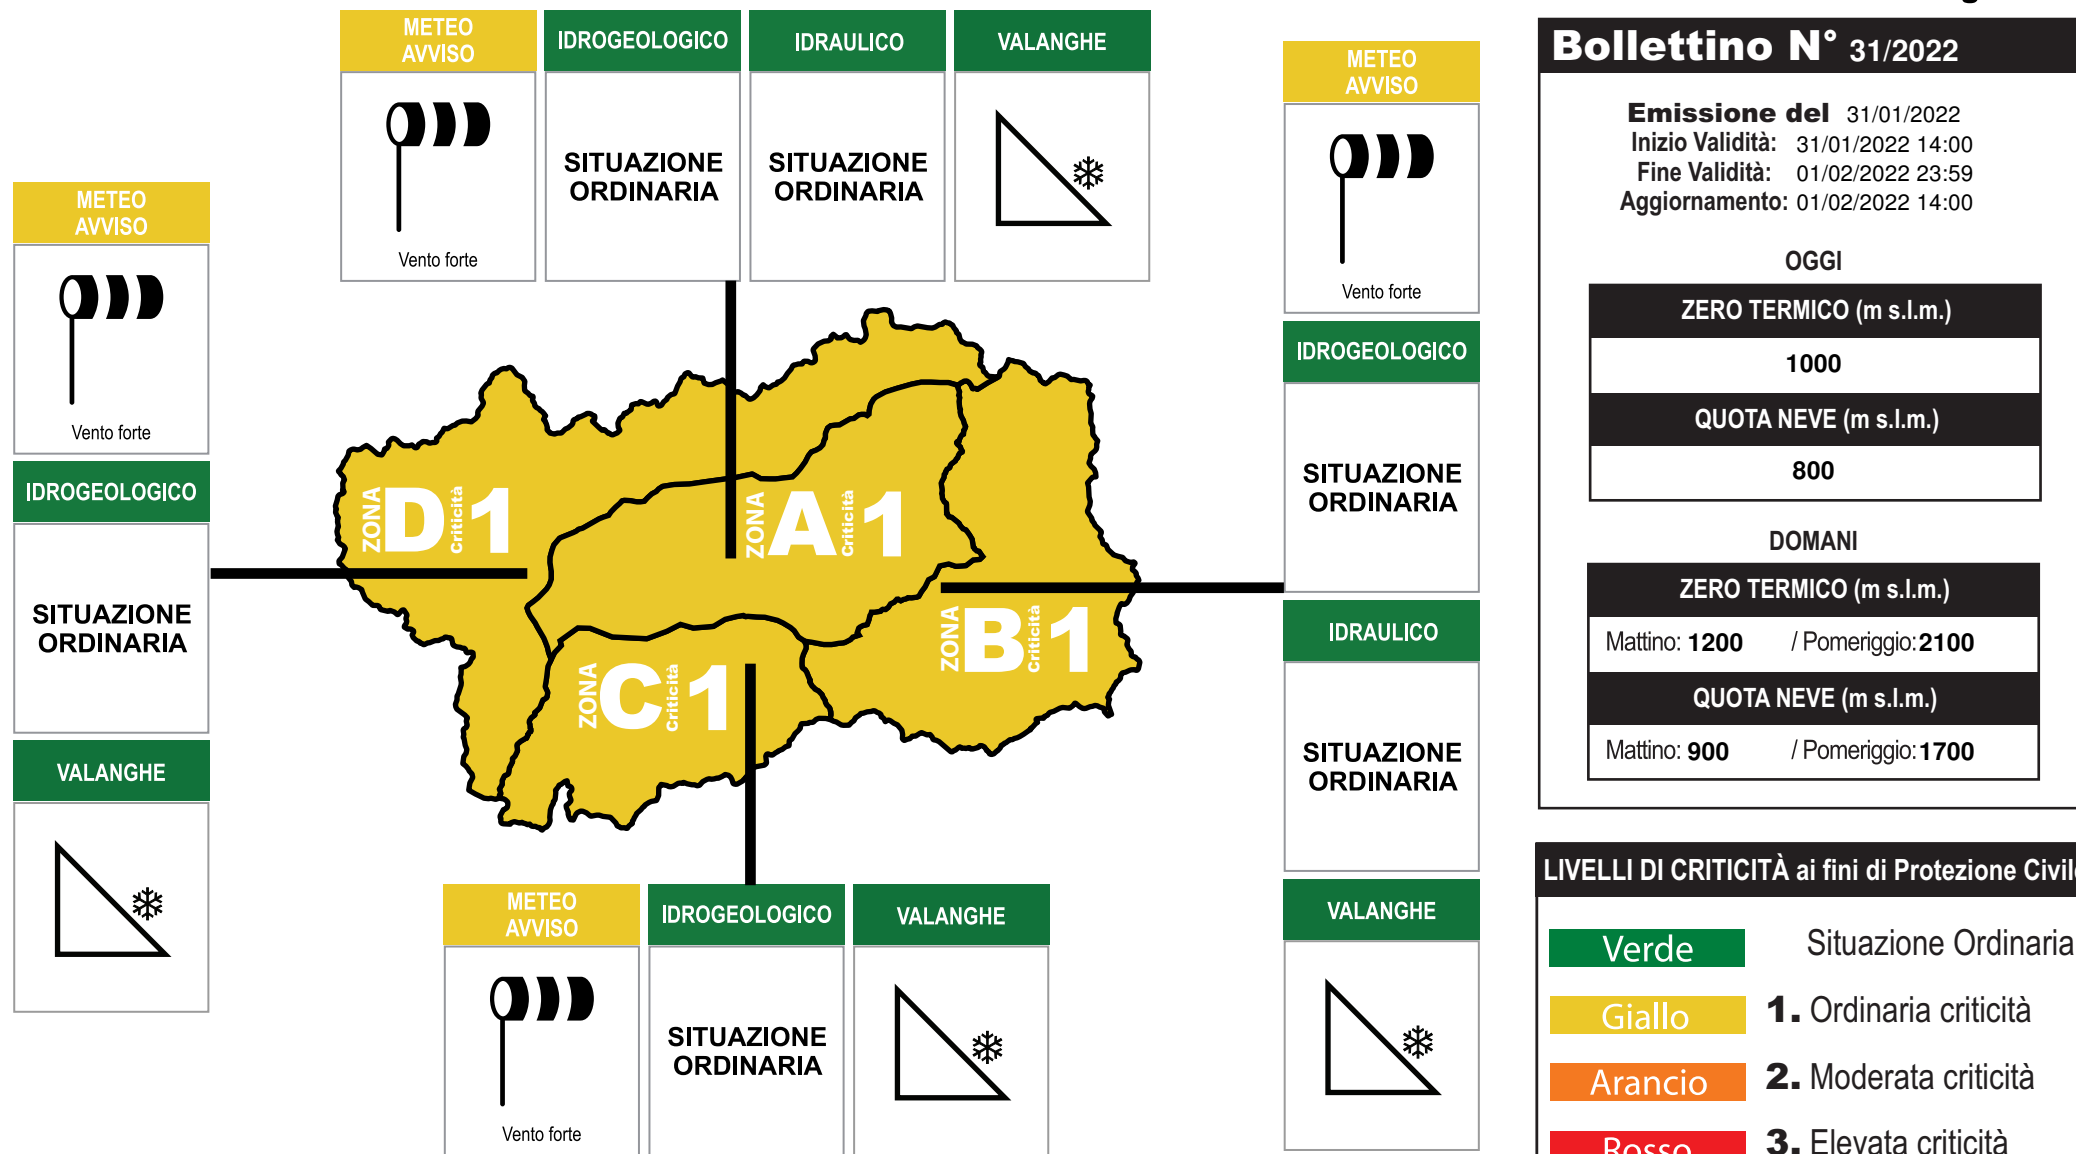 METEO
AVVISO
Vento forte
IDROGEOLOGICO
SITUAZIONE
ORDINARIA
IDRAULICO
SITUAZIONE
ORDINARIA
VALANGHE
METEO
AVVISO
Vento forte
IDROGEOLOGICO
SITUAZIONE
ORDINARIA
VALANGHE
ZONA D Criticità 1
ZONA A Criticità 1
ZONA B Criticità 1
ZONA C Criticità 1
METEO
AVVISO
Vento forte
IDROGEOLOGICO
SITUAZIONE
ORDINARIA
VALANGHE
METEO
AVVISO
Vento forte
IDROGEOLOGICO
SITUAZIONE
ORDINARIA
IDRAULICO
SITUAZIONE
ORDINARIA
VALANGHE
Bollettino N° 31/2022
Emissione del 31/01/2022
Inizio Validità: 31/01/2022 14:00
Fine Validità: 01/02/2022 23:59
Aggiornamento: 01/02/2022 14:00
OGGI
ZERO TERMICO (m s.l.m.)
1000
QUOTA NEVE (m s.l.m.)
800
DOMANI
ZERO TERMICO (m s.l.m.)
Mattino: 1200 / Pomeriggio: 2100
QUOTA NEVE (m s.l.m.)
Mattino: 900 / Pomeriggio: 1700
LIVELLI DI CRITICITÀ ai fini di Protezione Civile
Verde Situazione Ordinaria
Giallo 1. Ordinaria criticità
Arancio 2. Moderata criticità
Rosso 3. Elevata criticità